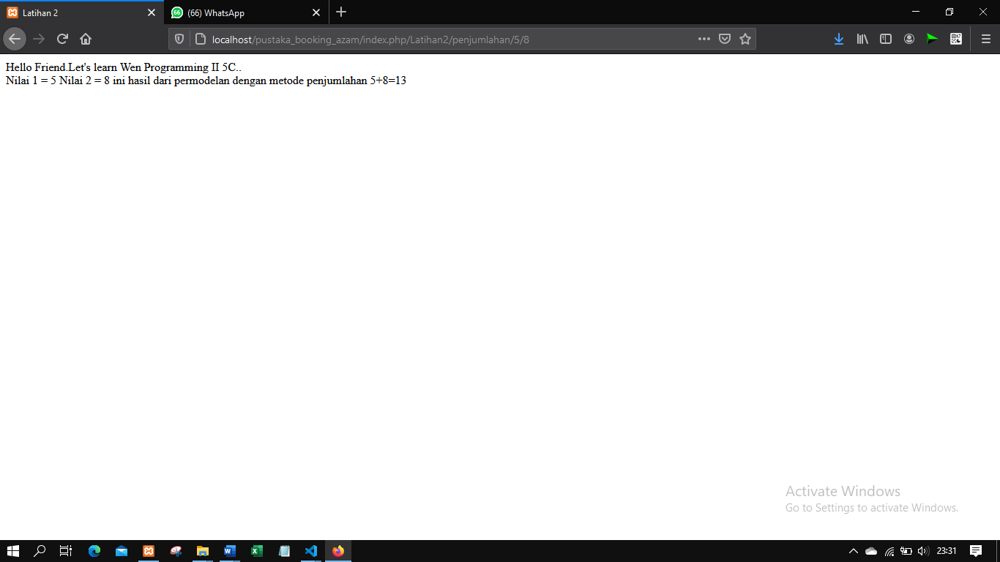 Latihan 2
(66) WhatsApp
localhost/pustaka_booking_azam/index.php/Latihan2/penjumlahan/5/8
Hello Friend.Let's learn Wen Programming II 5C..
Nilai 1 = 5 Nilai 2 = 8 ini hasil dari permodelan dengan metode penjumlahan 5+8=13
Activate Windows
Go to Settings to activate Windows.
23:31